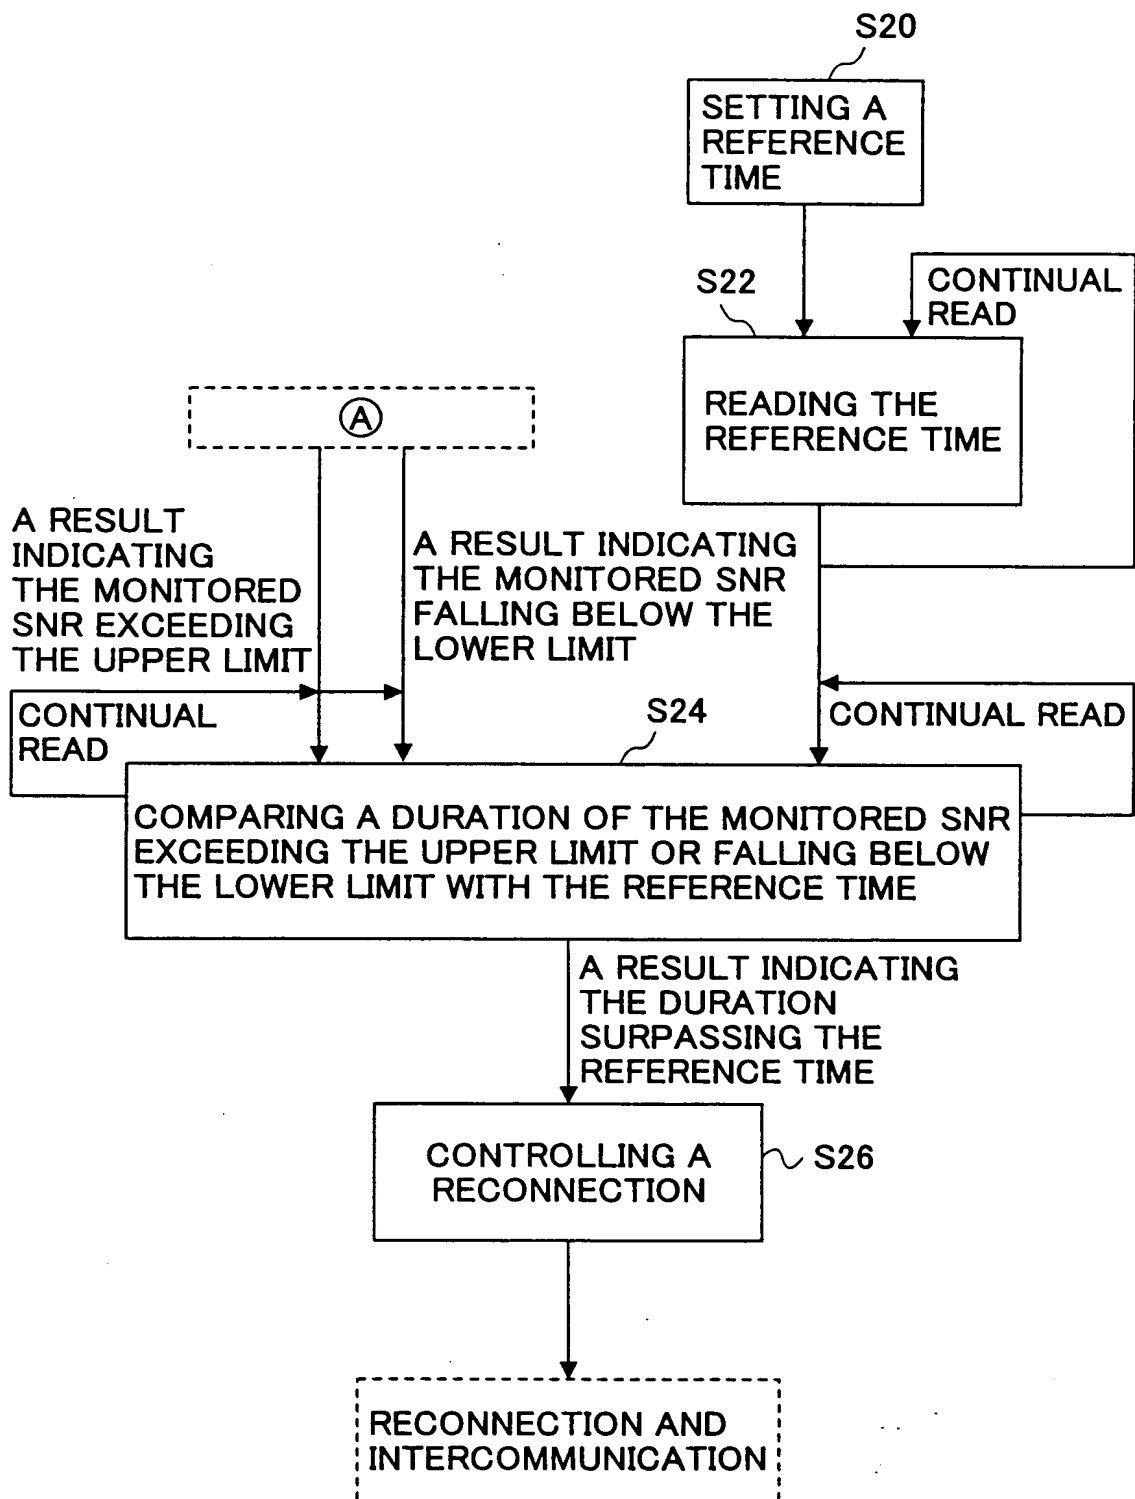 S20
SETTING A
REFERENCE
TIME
S22
CONTINUAL
READ
READING THE
REFERENCE TIME
A
A RESULT
INDICATING
THE MONITORED
SNR EXCEEDING
THE UPPER LIMIT
A RESULT INDICATING
THE MONITORED SNR
FALLING BELOW THE
LOWER LIMIT
CONTINUAL
READ
S24
CONTINUAL READ
COMPARING A DURATION OF THE MONITORED SNR
EXCEEDING THE UPPER LIMIT OR FALLING BELOW
THE LOWER LIMIT WITH THE REFERENCE TIME
A RESULT INDICATING
THE DURATION
SURPASSING THE
REFERENCE TIME
CONTROLLING A
RECONNECTION
S26
RECONNECTION AND
INTERCOMMUNICATION